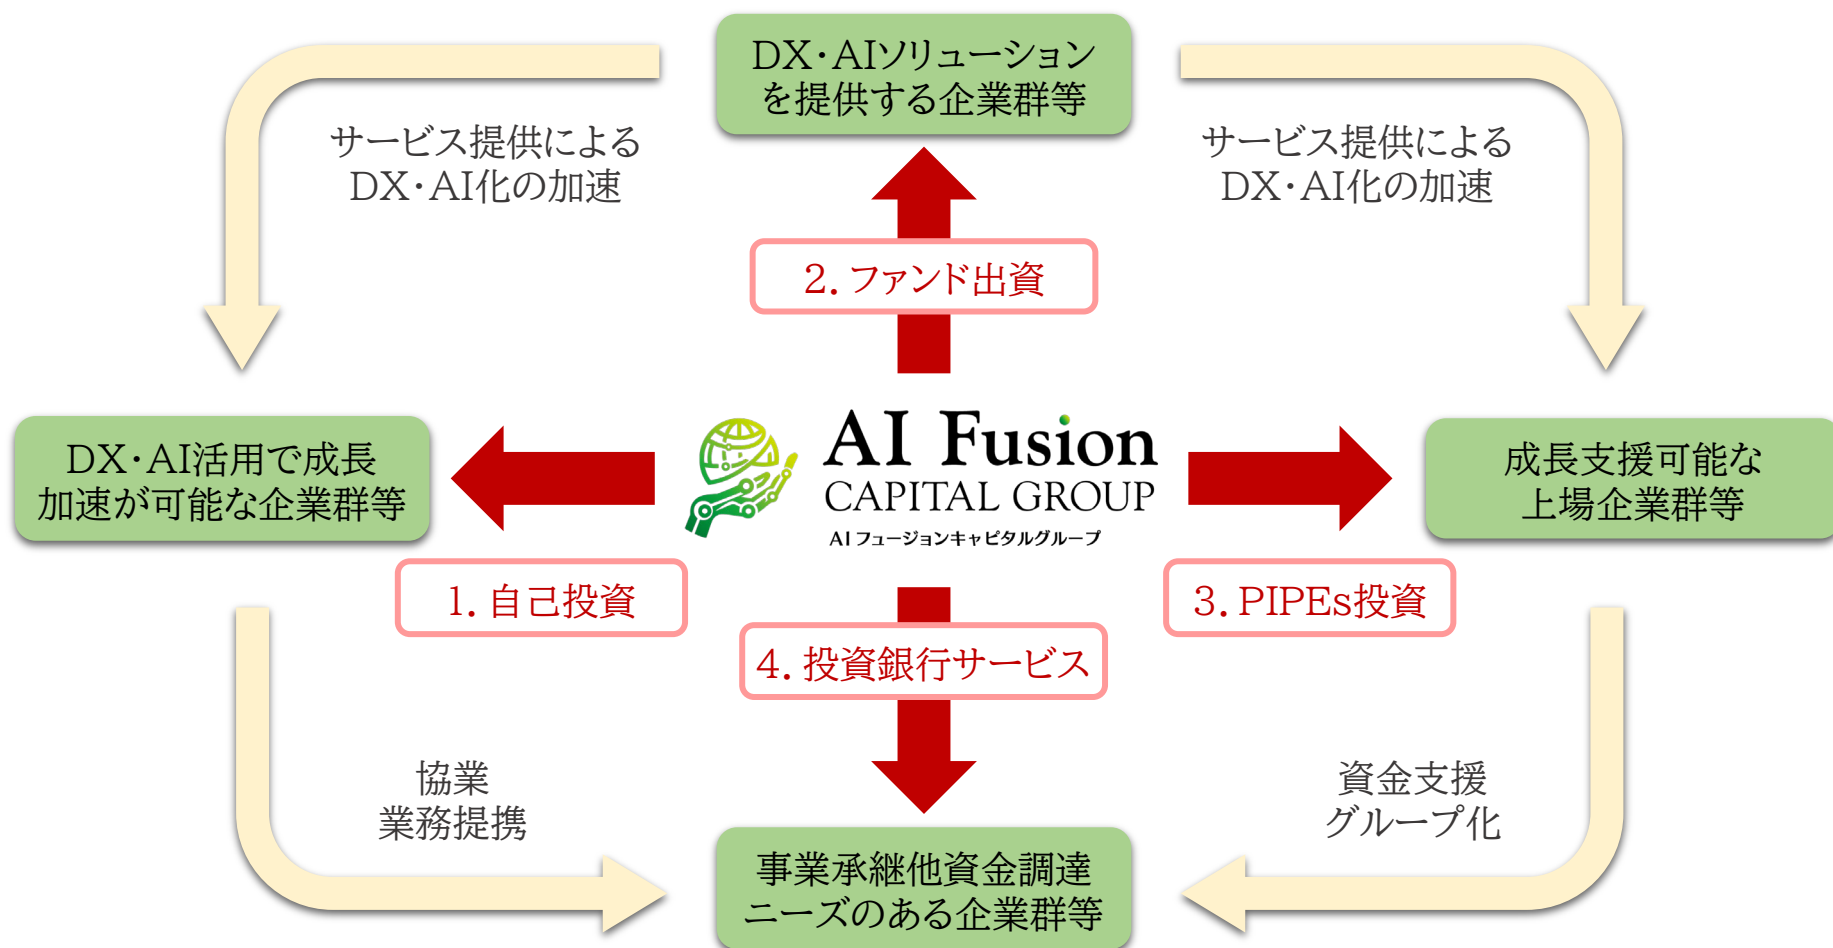 DX・AIソリューション
を提供する企業群等
サービス提供による
DX・AI化の加速
サービス提供による
DX・AI化の加速
2. ファンド出資
DX・AI活用で成長
加速が可能な企業群等
AI Fusion
CAPITAL GROUP
AIフュージョンキャピタルグループ
成長支援可能な
上場企業群等
1. 自己投資
3. PIPEs投資
4. 投資銀行サービス
協業
業務提携
資金支援
グループ化
事業承継他資金調達
ニーズのある企業群等